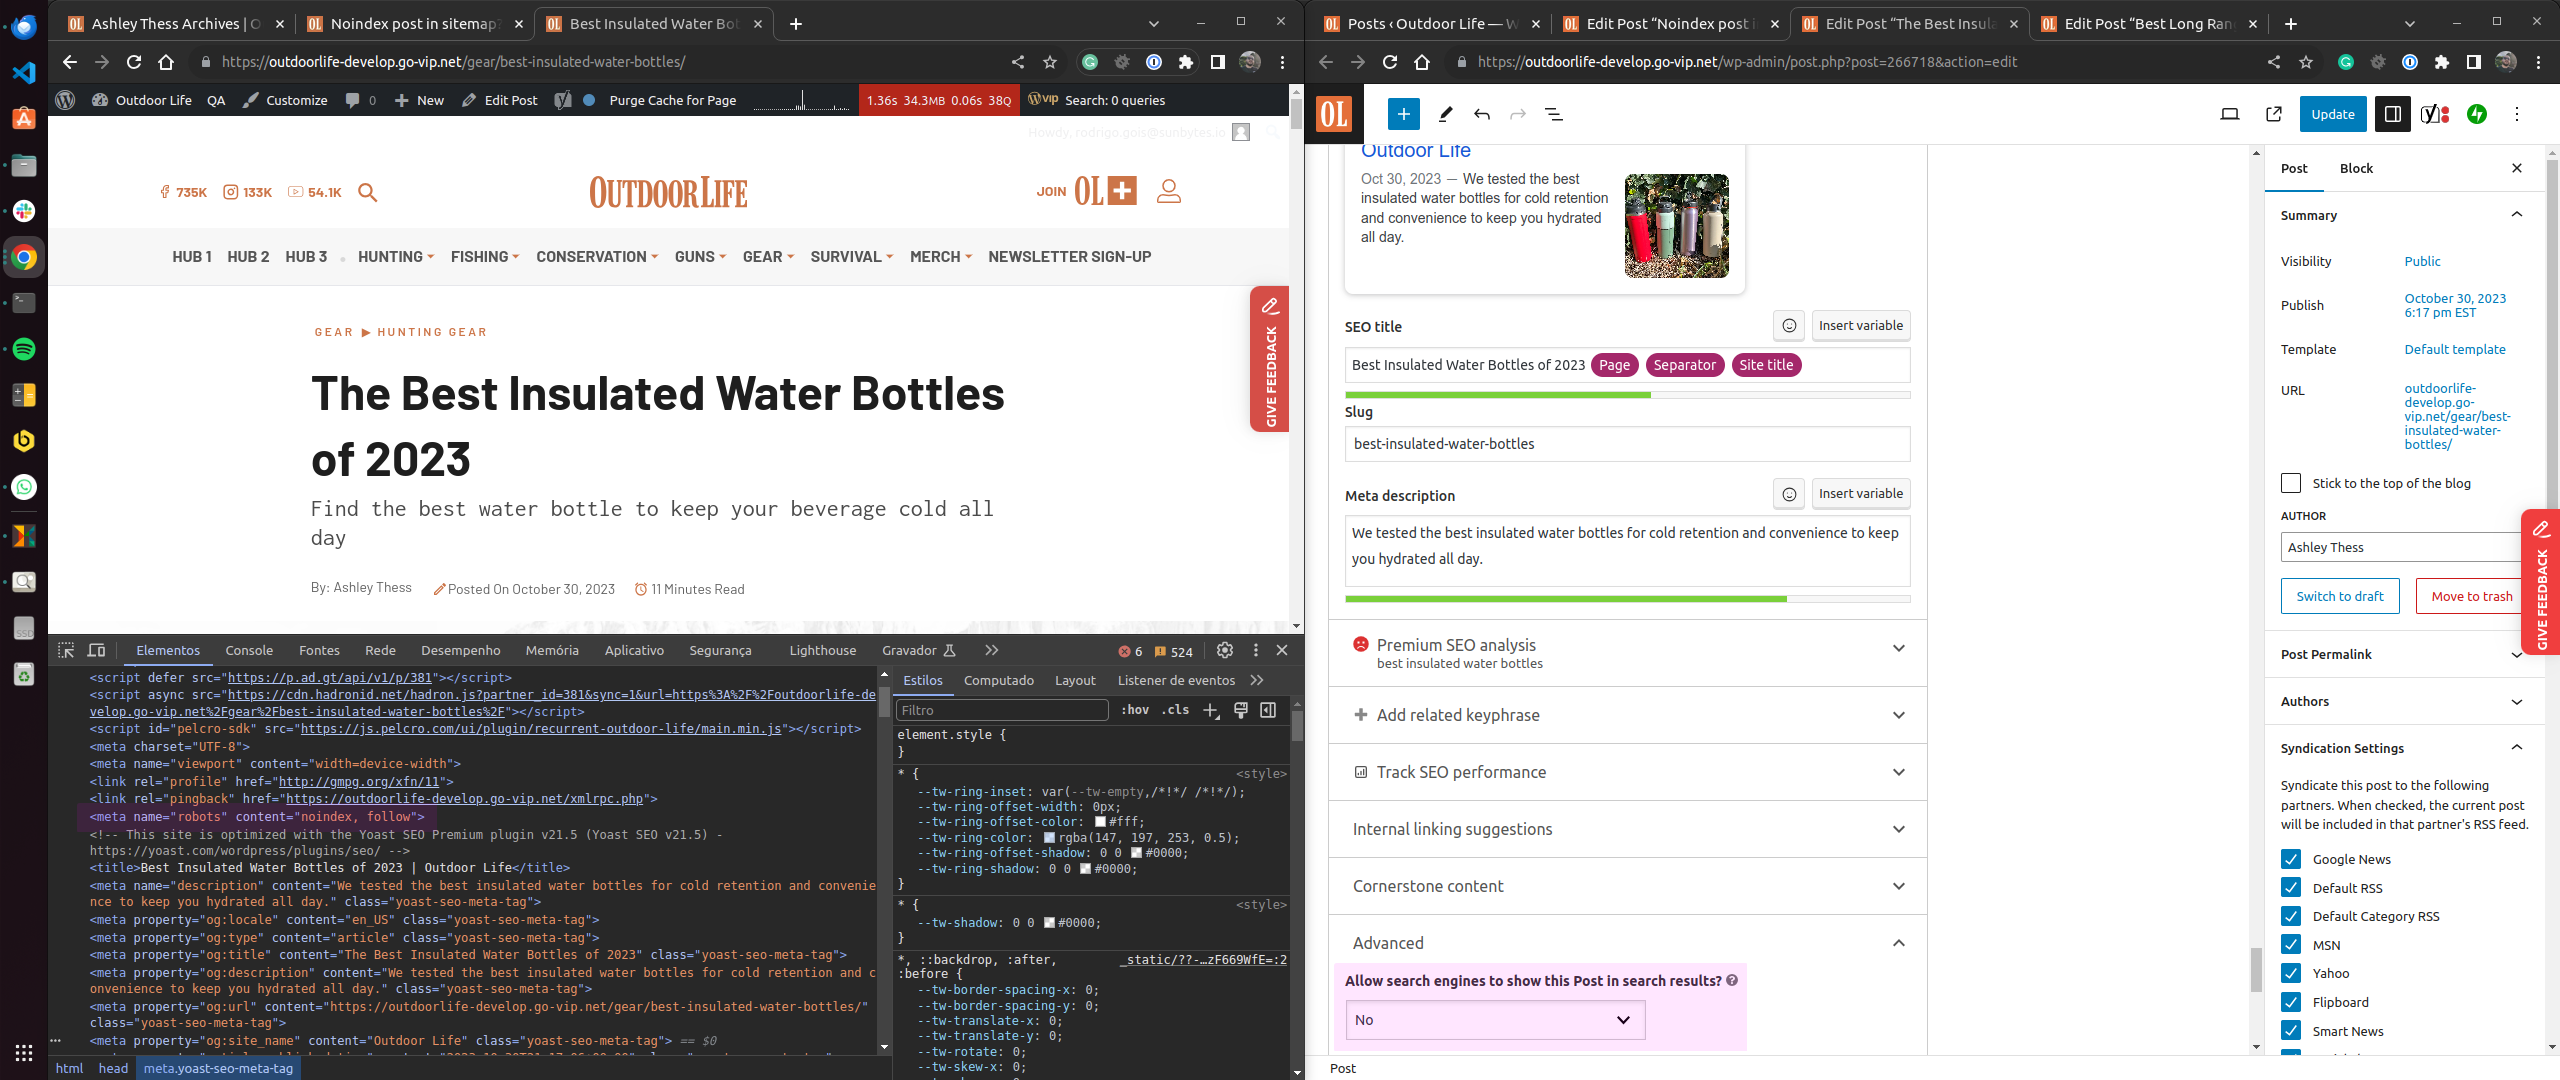 Ashley Thess Archives | O
Noindex post in sitemap?
Best Insulated Water Bot
https://outdoorlife-develop.go-vip.net/gear/best-insulated-water-bottles/
Outdoor Life
QA
Customize
0
New
Edit Post
Purge Cache for Page
1.36s 34.3MB 0.06s 38Q
wvip Search: 0 queries
Howdy, rodrigo.gois@sunbytes.io
735K
133K
54.1K
OUTDOOR LIFE
JOIN OL+
HUB 1
HUB 2
HUB 3
HUNTING
FISHING
CONSERVATION
GUNS
GEAR
SURVIVAL
MERCH
NEWSLETTER SIGN-UP
GIVE FEEDBACK
GEAR ▶ HUNTING GEAR
The Best Insulated Water Bottles
of 2023
Find the best water bottle to keep your beverage cold all
day
By: Ashley Thess
Posted On October 30, 2023
11 Minutes Read
Elementos
Console
Fontes
Rede
Desempenho
Memória
Aplicativo
Segurança
Lighthouse
Gravador
6
524
<script defer src="https://p.ad.gt/api/v1/p/381"></script>
<script async src="https://cdn.hadronid.net/hadron.js?partner_id=381&sync=1&url=https%3A%2F%2Foutdoorlife-de
velop.go-vip.net%2Fgear%2Fbest-insulated-water-bottles%2F"></script>
<script id="pelcro-sdk" src="https://js.pelcro.com/ui/plugin/recurrent-outdoor-life/main.min.js"></script>
<meta charset="UTF-8">
<meta name="viewport" content="width=device-width">
<link rel="profile" href="http://gmpg.org/xfn/11">
<link rel="pingback" href="https://outdoorlife-develop.go-vip.net/xmlrpc.php">
<meta name="robots" content="noindex, follow">
<!-- This site is optimized with the Yoast SEO Premium plugin v21.5 (Yoast SEO v21.5) -
https://yoast.com/wordpress/plugins/seo/ -->
<title>Best Insulated Water Bottles of 2023 | Outdoor Life</title>
<meta name="description" content="We tested the best insulated water bottles for cold retention and convenie
nce to keep you hydrated all day." class="yoast-seo-meta-tag">
<meta property="og:locale" content="en_US" class="yoast-seo-meta-tag">
<meta property="og:type" content="article" class="yoast-seo-meta-tag">
<meta property="og:title" content="The Best Insulated Water Bottles of 2023" class="yoast-seo-meta-tag">
<meta property="og:description" content="We tested the best insulated water bottles for cold retention and c
onvenience to keep you hydrated all day." class="yoast-seo-meta-tag">
<meta property="og:url" content="https://outdoorlife-develop.go-vip.net/gear/best-insulated-water-bottles/"
class="yoast-seo-meta-tag">
<meta property="og:site_name" content="Outdoor Life" class="yoast-seo-meta-tag"> == $0
html
head
meta.yoast-seo-meta-tag
Estilos
Computado
Layout
Listener de eventos
Filtro
:hov
.cls
element.style {
}
* {
<style>
--tw-ring-inset: var(--tw-empty,/*!*/ /*!*/);
--tw-ring-offset-width: 0px;
--tw-ring-offset-color: #fff;
--tw-ring-color: rgba(147, 197, 253, 0.5);
--tw-ring-offset-shadow: 0 0 #0000;
--tw-ring-shadow: 0 0 #0000;
}
* {
<style>
--tw-shadow: 0 0 #0000;
}
*, ::backdrop, :after,
_static/??-…zF669WfE=:2
:before {
--tw-border-spacing-x: 0;
--tw-border-spacing-y: 0;
--tw-translate-x: 0;
--tw-translate-y: 0;
--tw-rotate: 0;
--tw-skew-x: 0;
Posts ‹ Outdoor Life — W
Edit Post “Noindex post i
Edit Post “The Best Insula
Edit Post “Best Long Ran
https://outdoorlife-develop.go-vip.net/wp-admin/post.php?post=266718&action=edit
OL
Update
Outdoor Life
Oct 30, 2023 — We tested the best
insulated water bottles for cold retention
and convenience to keep you hydrated
all day.
SEO title
Insert variable
Best Insulated Water Bottles of 2023 Page Separator Site title
Slug
best-insulated-water-bottles
Meta description
Insert variable
We tested the best insulated water bottles for cold retention and convenience to keep
you hydrated all day.
Premium SEO analysis
best insulated water bottles
Add related keyphrase
Track SEO performance
Internal linking suggestions
Cornerstone content
Advanced
Allow search engines to show this Post in search results?
No
Post
Post
Block
Summary
Visibility
Public
Publish
October 30, 2023
6:17 pm EST
Template
Default template
URL
outdoorlife-
develop.go-
vip.net/gear/best-
insulated-water-
bottles/
Stick to the top of the blog
AUTHOR
Ashley Thess
Switch to draft
Move to trash
GIVE FEEDBACK
Post Permalink
Authors
Syndication Settings
Syndicate this post to the following
partners. When checked, the current post
will be included in that partner's RSS feed.
Google News
Default RSS
Default Category RSS
MSN
Yahoo
Flipboard
Smart News